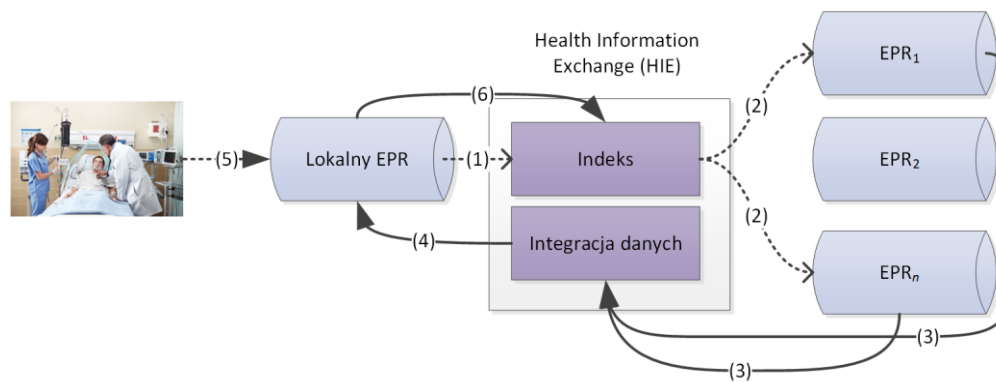 Health Information
Exchange (HIE)
EPR1
(6)
(2)
(5)
Lokalny EPR
(1)
Indeks
EPR2
(2)
(4)
Integracja danych
EPRn
(3)
(3)